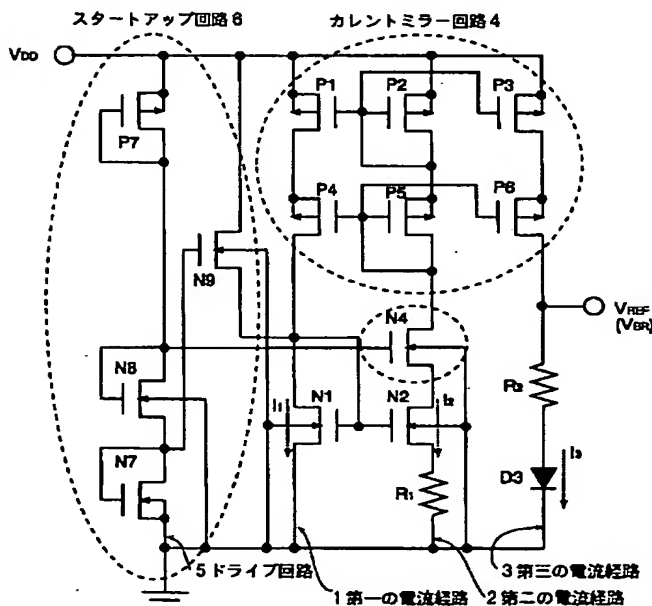 スタートアップ回路6
カレントミラー回路4
VDD
P1
P2
P3
P7
P4
P5
P6
N9
VREF
(VBR)
N4
N8
R2
I1
N1
N2
I2
N7
R1
D3
I3
5 ドライブ回路
3 第三の電流経路
1 第一の電流経路
2 第二の電流経路